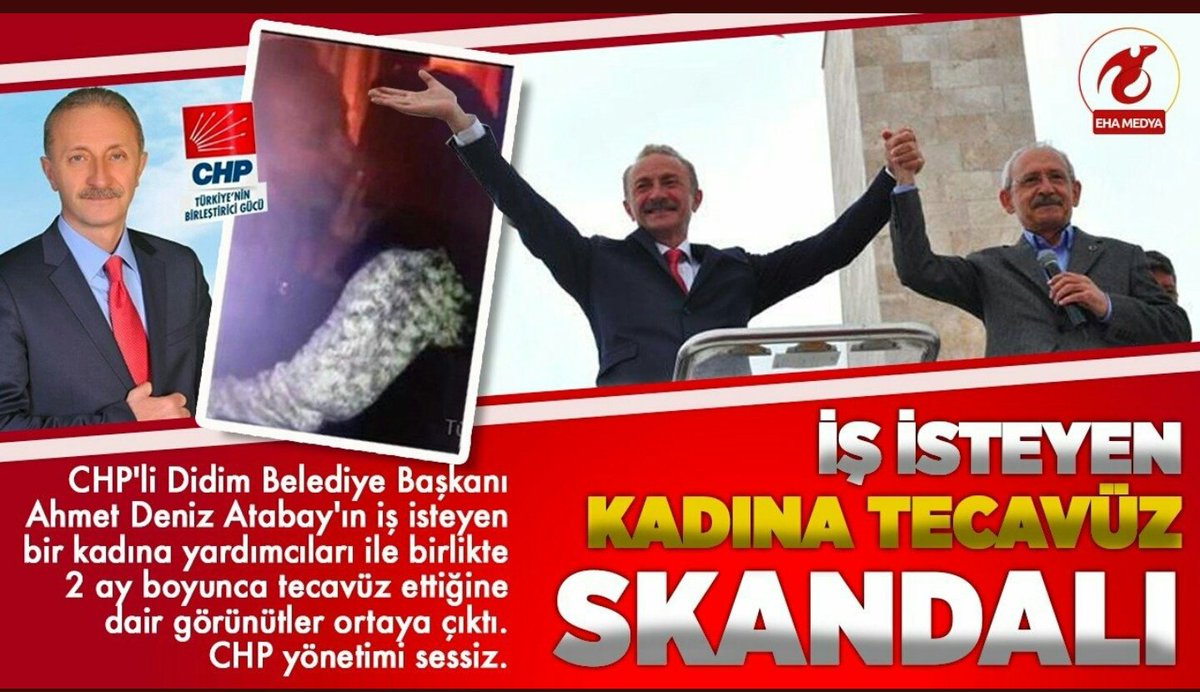 CHP
TÜRKİYE'NİN
BİRLEŞTİRİCİ GÜCÜ
EHA MEDYA
İŞ İSTEYEN
KADINA TECAVÜZ
SKANDALI
CHP'li Didim Belediye Başkanı
Ahmet Deniz Atabay'ın iş isteyen
bir kadına yardımcıları ile birlikte
2 ay boyunca tecavüz ettiğine
dair görünütler ortaya çıktı.
CHP yönetimi sessiz.